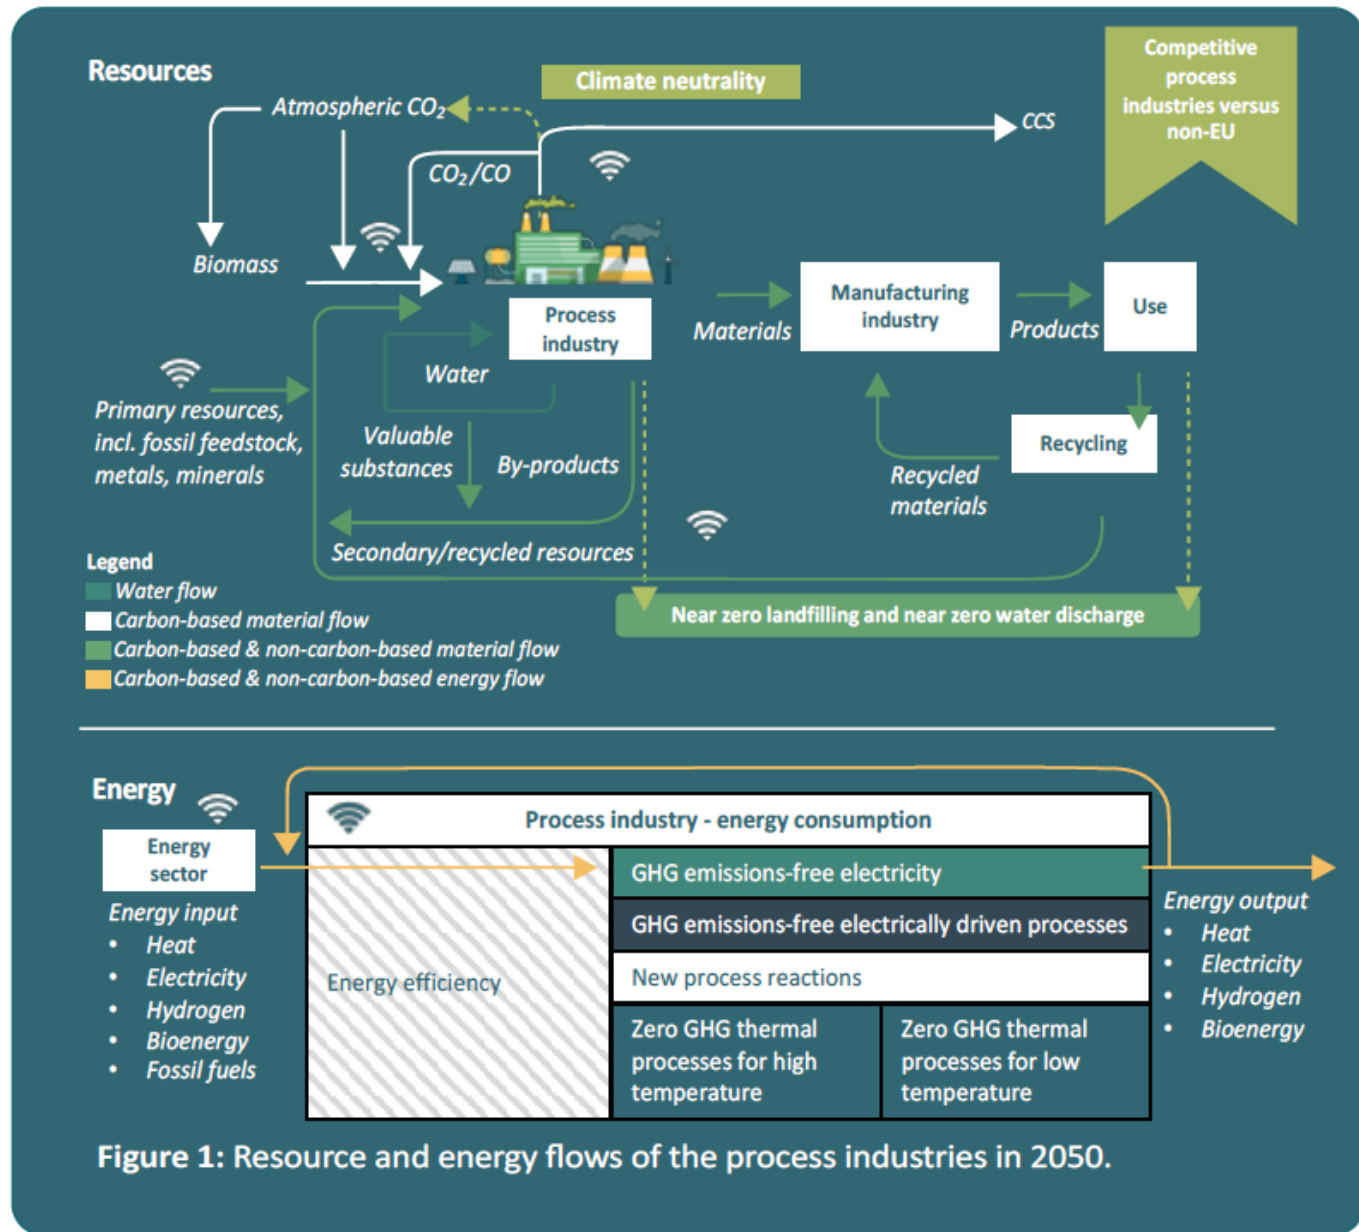 Resources
Climate neutrality
Competitive
process
industries versus
non-EU
Atmospheric CO₂
CCS
CO₂/CO
Biomass
Process
industry
Manufacturing
industry
Use
Materials
Products
Water
Primary resources,
incl. fossil feedstock,
metals, minerals
Valuable
substances
By-products
Recycling
Recycled
materials
Secondary/recycled resources
Legend
Water flow
Carbon-based material flow
Carbon-based & non-carbon-based material flow
Carbon-based & non-carbon-based energy flow
Near zero landfilling and near zero water discharge
Energy
Energy
sector
Energy input
• Heat
• Electricity
• Hydrogen
• Bioenergy
• Fossil fuels
Process industry - energy consumption
Energy efficiency
GHG emissions-free electricity
GHG emissions-free electrically driven processes
New process reactions
Zero GHG thermal
processes for high
temperature
Zero GHG thermal
processes for low
temperature
Energy output
• Heat
• Electricity
• Hydrogen
• Bioenergy
Figure 1: Resource and energy flows of the process industries in 2050.